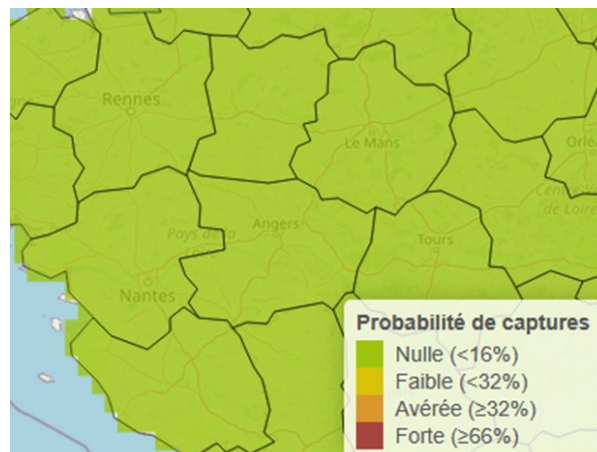 Rennes
Le Mans
Orlé
Centre-V
de Loire
Angers
Pays de la
Loire
Tours
Nantes
Probabilité de captures
Nulle (<16%)
Faible (<32%)
Avérée (≥32%)
Forte (≥66%)